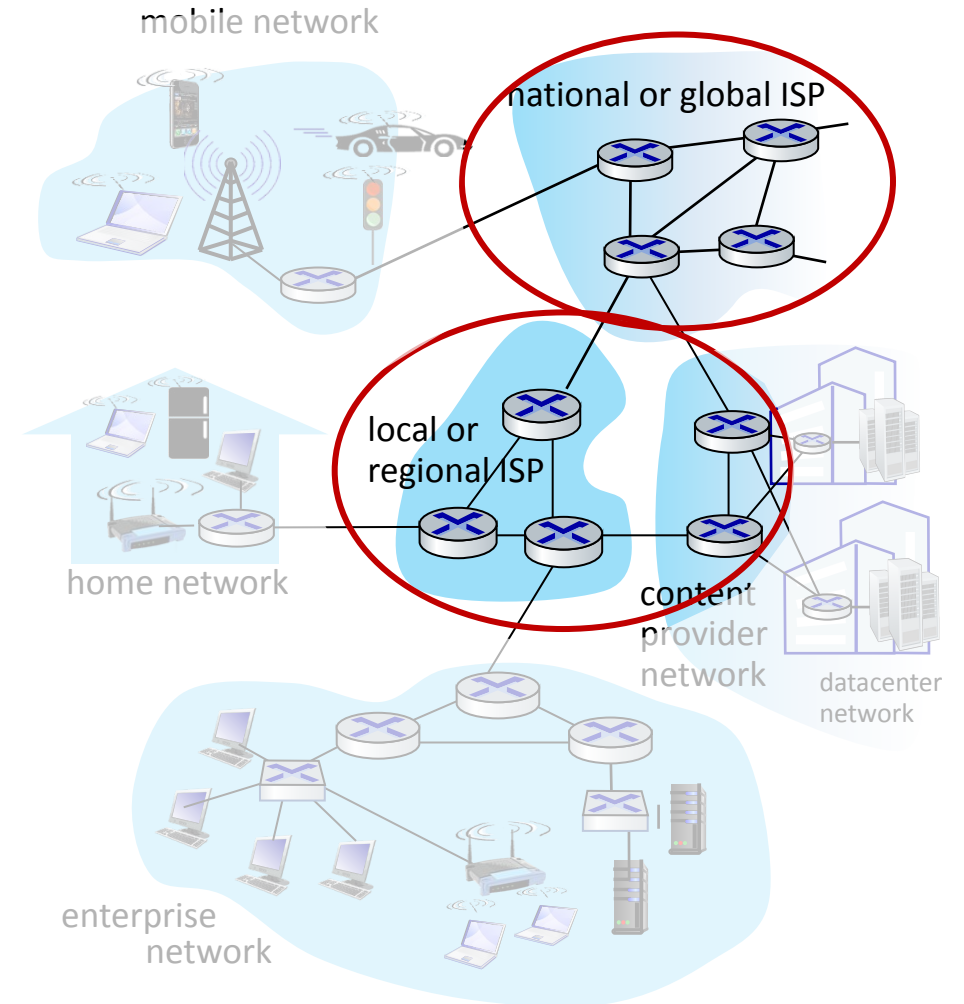 mobile network
national or global ISP
local or
regional ISP
home network
content
provider
network
datacenter
network
enterprise
network